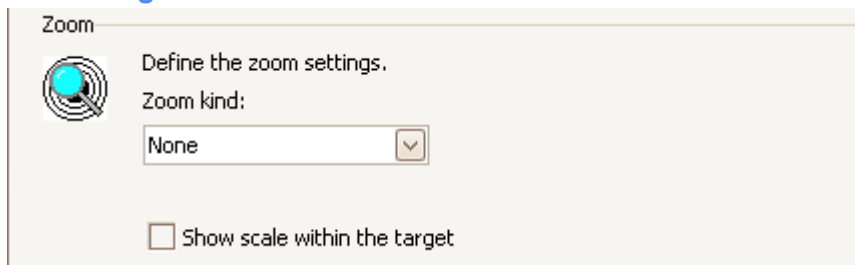 Zoom
Define the zoom settings.
Zoom kind:
None
Show scale within the target